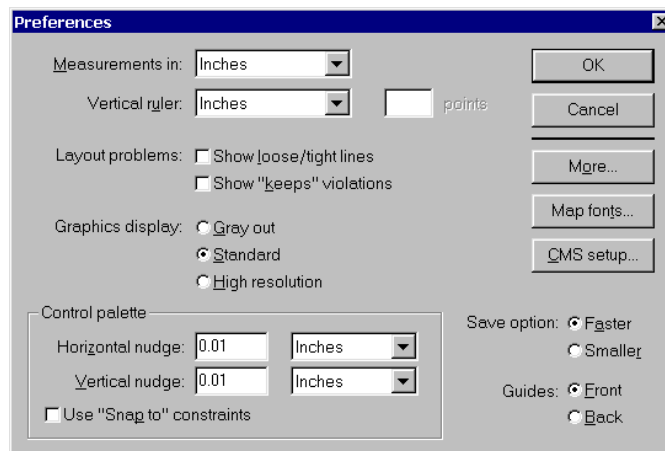 Preferences
Measurements in: Inches
OK
Vertical ruler: Inches points
Cancel
Layout problems: Show loose/tight lines
More...
Show "keeps" violations
Map fonts...
Graphics display: Gray out
Standard
CMS setup...
High resolution
Control palette
Save option: Faster
Horizontal nudge: 0.01 Inches
Smaller
Vertical nudge: 0.01 Inches
Guides: Front
Use "Snap to" constraints
Back